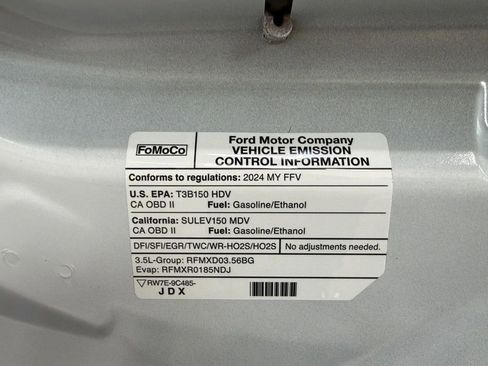 FoMoCo
Ford Motor Company
VEHICLE EMISSION
CONTROL INFORMATION
Conforms to regulations: 2024 MY FFV
U.S. EPA: T3B150 HDV
CA OBD II Fuel: Gasoline/Ethanol
California: SULEV150 MDV
CA OBD II Fuel: Gasoline/Ethanol
DFI/SFI/EGR/TWC/WR-HO2S/HO2S No adjustments needed.
3.5L-Group: RFMXD03.56BG
Evap: RFMXR0185NDJ
RW7E-9C485-
JDX